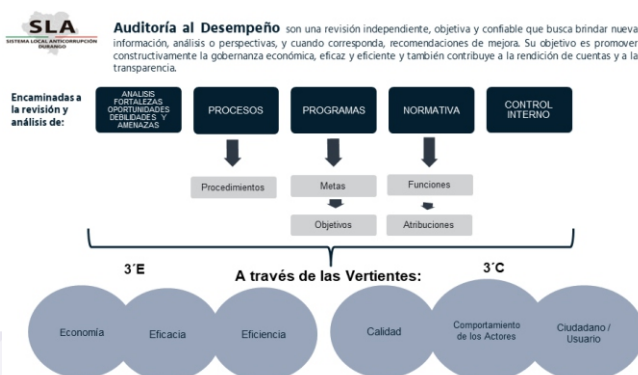 SLA
SISTEMA LOCAL ANTICORRUPCIÓN
DURANGO
Auditoría al Desempeño son una revisión independiente, objetiva y confiable que busca brindar nueva
información, análisis o perspectivas, y cuando corresponda, recomendaciones de mejora. Su objetivo es promover
constructivamente la gobernanza económica, eficaz y eficiente y también contribuye a la rendición de cuentas y a la
transparencia.
Encaminadas a
la revisión y
análisis de:
ANALISIS
FORTALEZAS
OPORTUNIDADES
DEBILIDADES Y
AMENAZAS
PROCESOS
PROGRAMAS
NORMATIVA
CONTROL
INTERNO
Procedimientos
Metas
Funciones
Objetivos
Atribuciones
3´E
A través de las Vertientes:
3´C
Economía
Eficacia
Eficiencia
Calidad
Comportamiento
de los Actores
Ciudadano /
Usuario